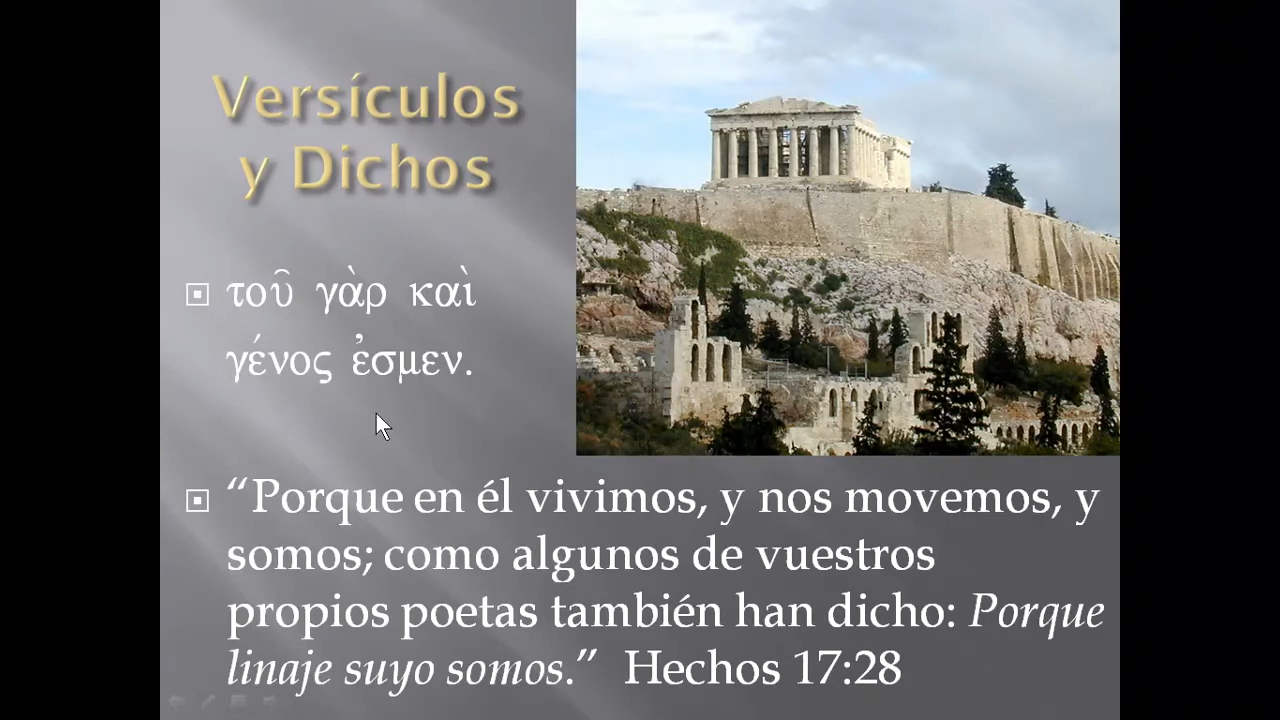 Versículos
y Dichos
τοῦ γὰρ καὶ
γένος ἐσμεν.
“Porque en él vivimos, y nos movemos, y
somos; como algunos de vuestros
propios poetas también han dicho: Porque
linaje suyo somos.” Hechos 17:28